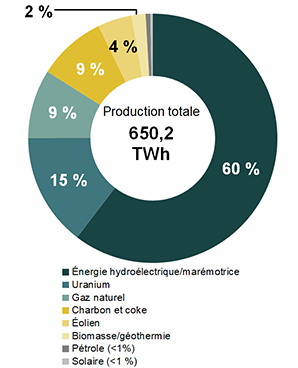 2 %
4 %
9 %
9 %
15 %
60 %
Production totale
650,2
TWh
Énergie hydroélectrique/marémotrice
Uranium
Gaz naturel
Charbon et coke
Éolien
Biomasse/géothermie
Pétrole (<1%)
Solaire (<1 %)